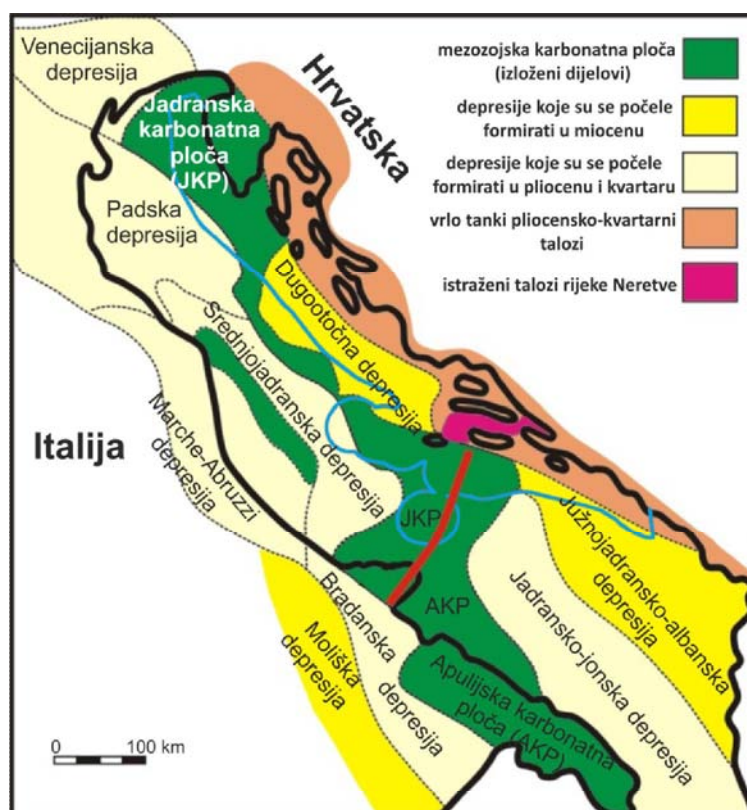 Venecijanska
depresija
Hrvatska
Jadranska
karbonatna
ploča
(JKP)
Padska
depresija
Dugootočna depresija
Srednjojadranska depresija
Marche-Abruzzi
depresija
Italija
JKP
AKP
Južnojadransko-albanska
depresija
Jadransko-jonska depresija
Bradanska
depresija
Moliška
depresija
Apulijska karbonatna
ploča (AKP)
0 100 km
mezozojska karbonatna ploča
(izloženi dijelovi)
depresije koje su se počele
formirati u miocenu
depresije koje su se počele
formirati u pliocenu i kvartaru
vrlo tanki pliocensko-kvartarni
talozi
istraženi talozi rijeke Neretve